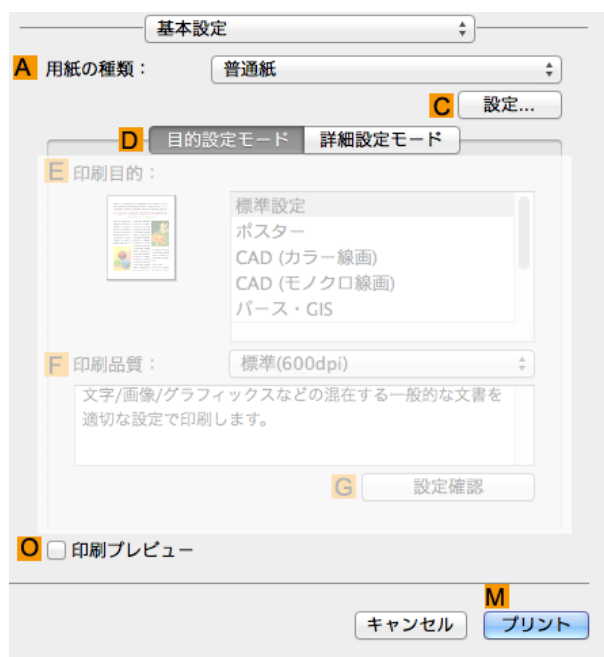 基本設定
A 用紙の種類： 普通紙
C 設定...
D 目的設定モード 詳細設定モード
E 印刷目的：
標準設定
ポスター
CAD (カラー線画)
CAD (モノクロ線画)
パース・GIS
F 印刷品質： 標準(600dpi)
文字/画像/グラフィックスなどの混在する一般的な文書を
適切な設定で印刷します。
G 設定確認
O 印刷プレビュー
M
キャンセル プリント